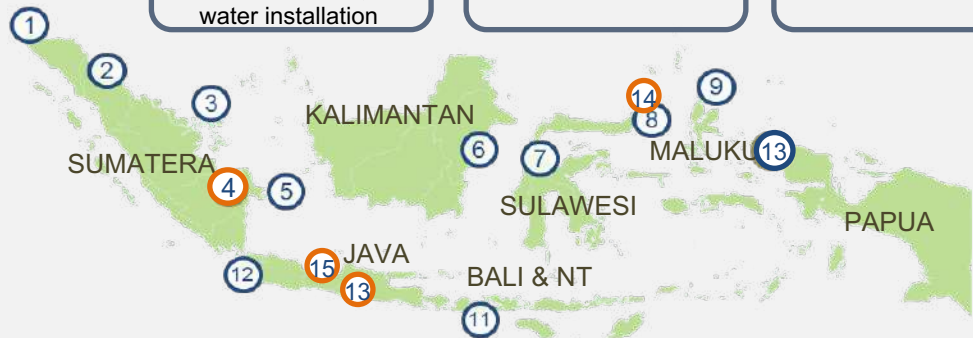 water installation
1
2
3
14
9
KALIMANTAN
8
6
7
MALUKU
13
SUMATERA
4
5
SULAWESI
PAPUA
JAVA
15
12
BALI & NT
13
11